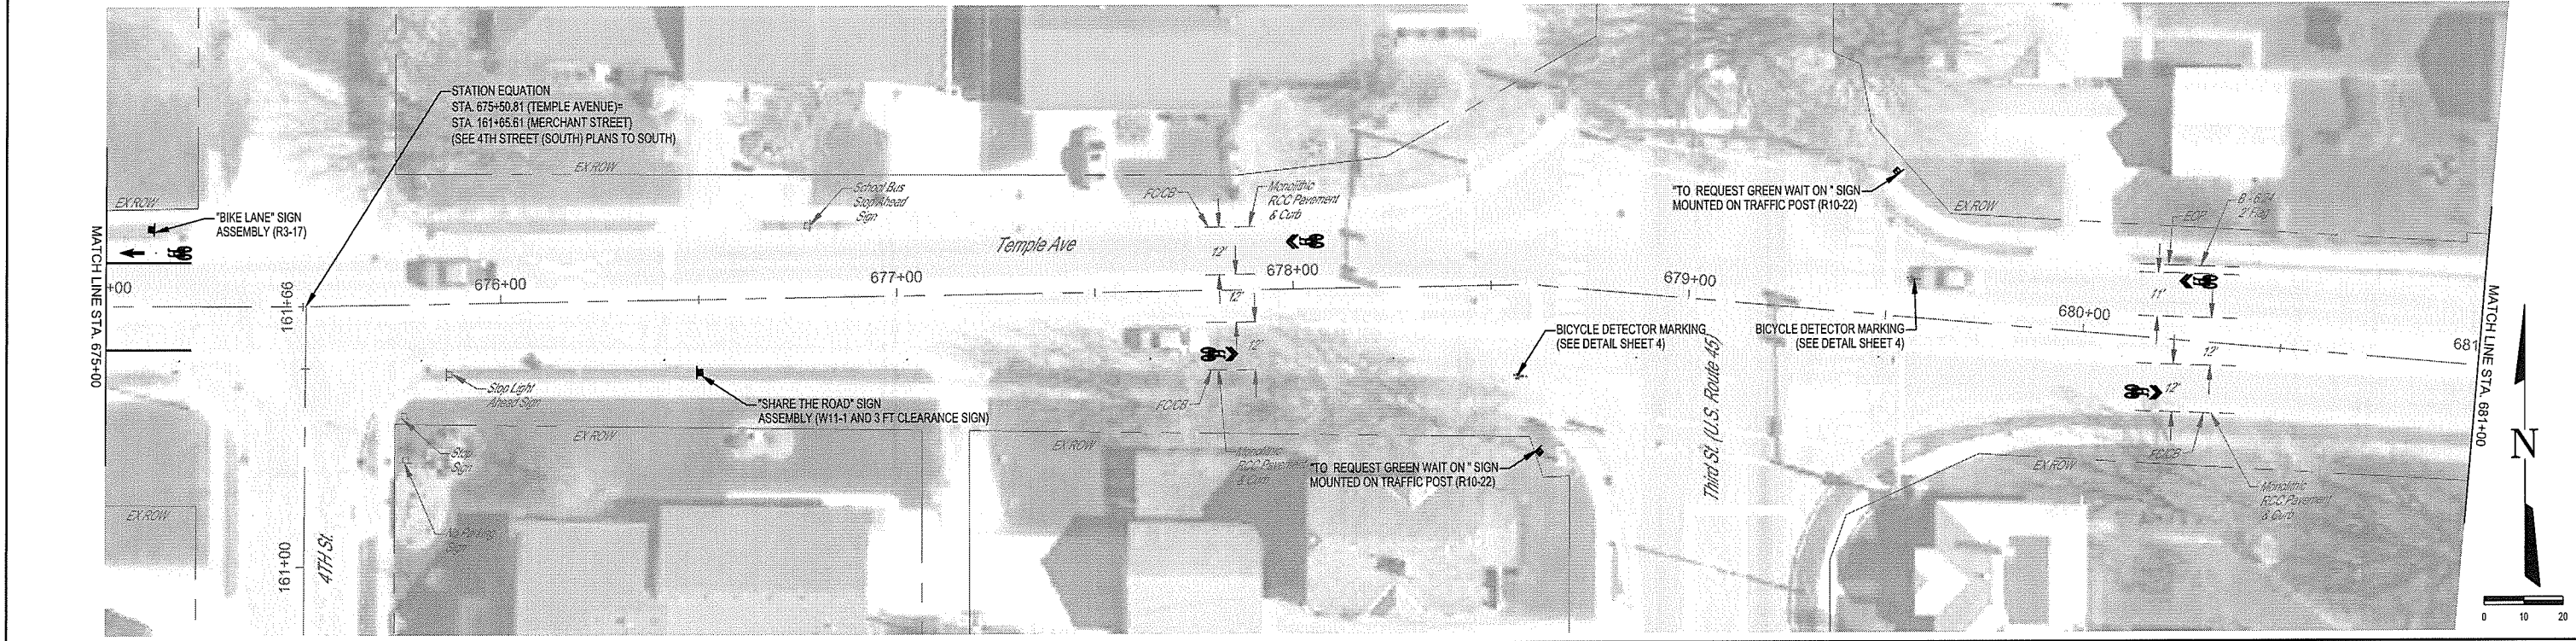 STATION EQUATION
STA. 675+50.81 (TEMPLE AVENUE)=
STA. 161+65.61 (MERCHANT STREET)
(SEE 4TH STREET (SOUTH) PLANS TO SOUTH)
EX ROW
"BIKE LANE" SIGN
ASSEMBLY (R3-17)
MATCH LINE STA. 675+00
+00
161+66
EX ROW
School Bus
Stop Ahead
Sign
FC/CB
Monolithic
RCC Pavement
& Curb
Temple Ave
12'
12'
12'
676+00
677+00
678+00
679+00
680+00
681
"TO REQUEST GREEN WAIT ON " SIGN
MOUNTED ON TRAFFIC POST (R10-22)
EX ROW
EOP
B-6.24
2' Flag
11'
12'
12'
BICYCLE DETECTOR MARKING
(SEE DETAIL SHEET 4)
BICYCLE DETECTOR MARKING
(SEE DETAIL SHEET 4)
Stop Light
Ahead Sign
"SHARE THE ROAD" SIGN
ASSEMBLY (W11-1 AND 3 FT CLEARANCE SIGN)
FC/CB
Monolithic
RCC Pavement
& Curb
EX ROW
EX ROW
Stop
Sign
No Parking
Sign
EX ROW
161+00
4TH St.
"TO REQUEST GREEN WAIT ON " SIGN
MOUNTED ON TRAFFIC POST (R10-22)
Third St. (U.S. Route 45)
FC/CB
EX ROW
Monolithic
RCC Pavement
& Curb
MATCH LINE STA. 681+00
N
0 10 20